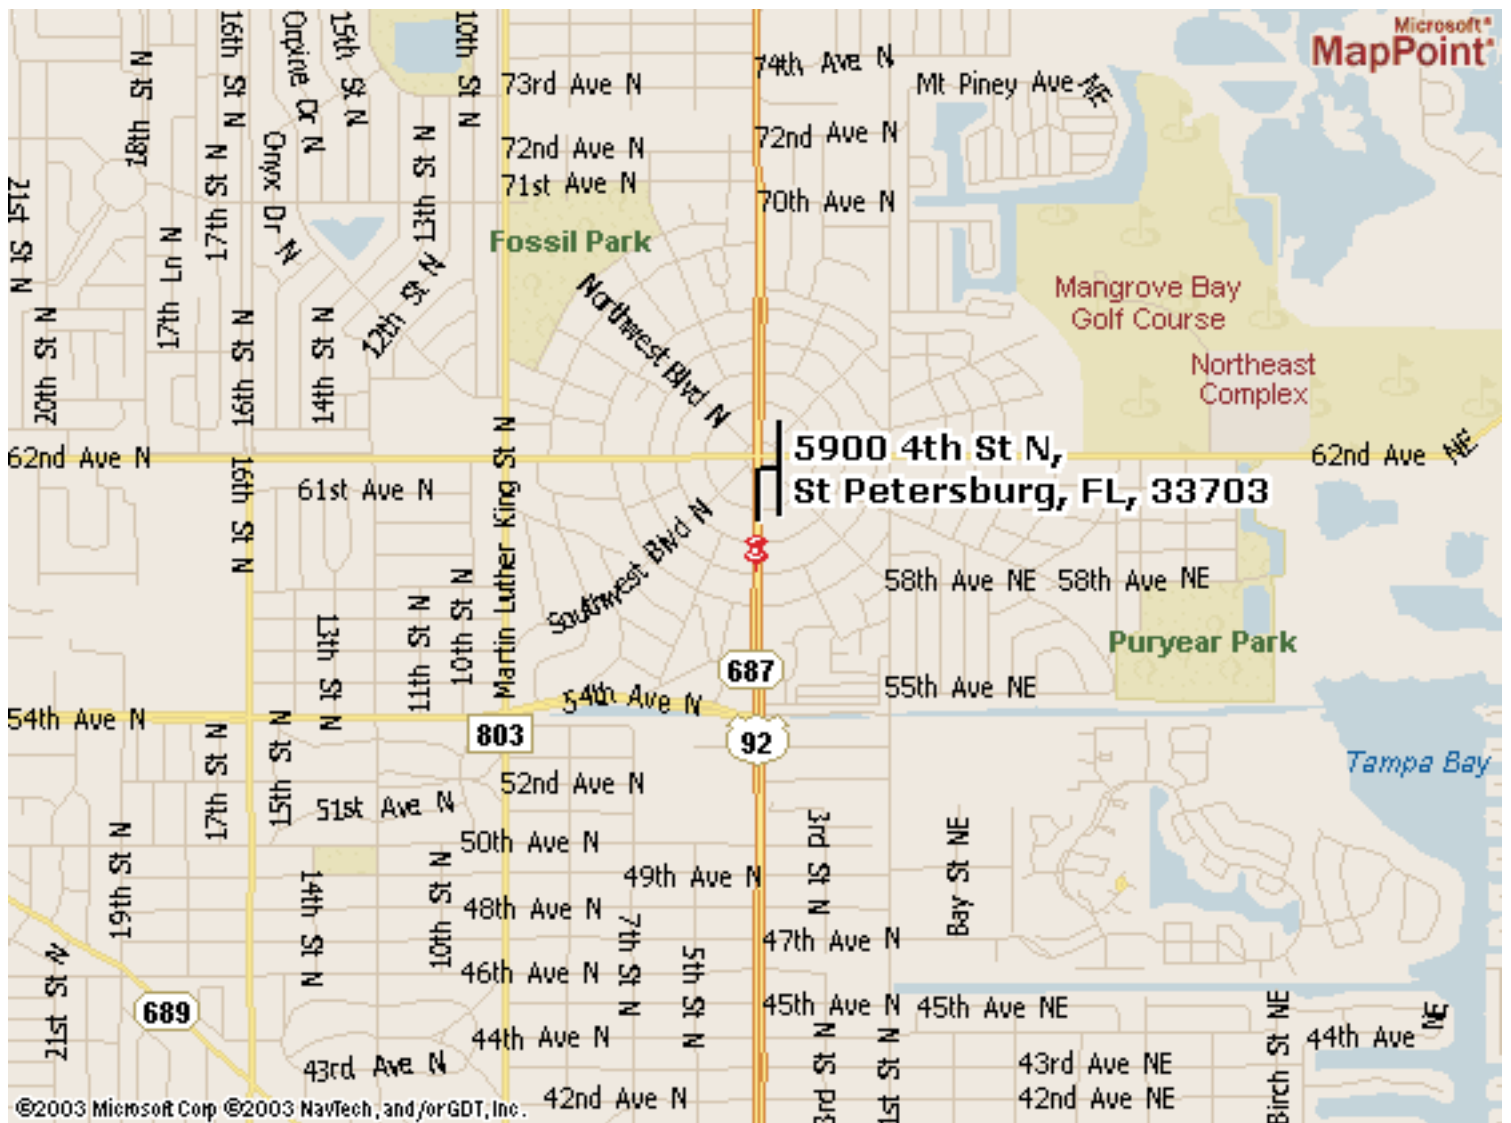 Microsoft®
MapPoint®
16th St N
Orpine Dr N
15th St N
10th St N
18th St N
73rd Ave N
74th Ave N
Mt Piney Ave NE
72nd Ave N
72nd Ave N
71st Ave N
70th Ave N
21st St N
17th St N
Onyx Dr N
13th St N
17th Ln N
Fossil Park
Northwest Blvd N
Mangrove Bay
Golf Course
Northeast
Complex
20th St N
16th St N
14th St N
12th St N
62nd Ave N
5900 4th St N,
St Petersburg, FL, 33703
62nd Ave NE
16th St N
61st Ave N
Martin Luther King St N
Southwest Blvd N
58th Ave NE
58th Ave NE
13th St N
11th St N
10th St N
Puryear Park
687
55th Ave NE
54th Ave N
54th Ave N
803
92
Tampa Bay
17th St N
15th St N
52nd Ave N
51st Ave N
50th Ave N
3rd St N
Bay St NE
19th St N
14th St N
10th St N
49th Ave N
48th Ave N
7th St N
5th St N
47th Ave N
46th Ave N
21st St N
689
45th Ave N
45th Ave NE
44th Ave N
Birch St NE
44th Ave NE
43rd Ave N
3rd St N
1st St N
43rd Ave NE
42nd Ave N
42nd Ave NE
©2003 Microsoft Corp ©2003 NavTech, and/or GDT, Inc.